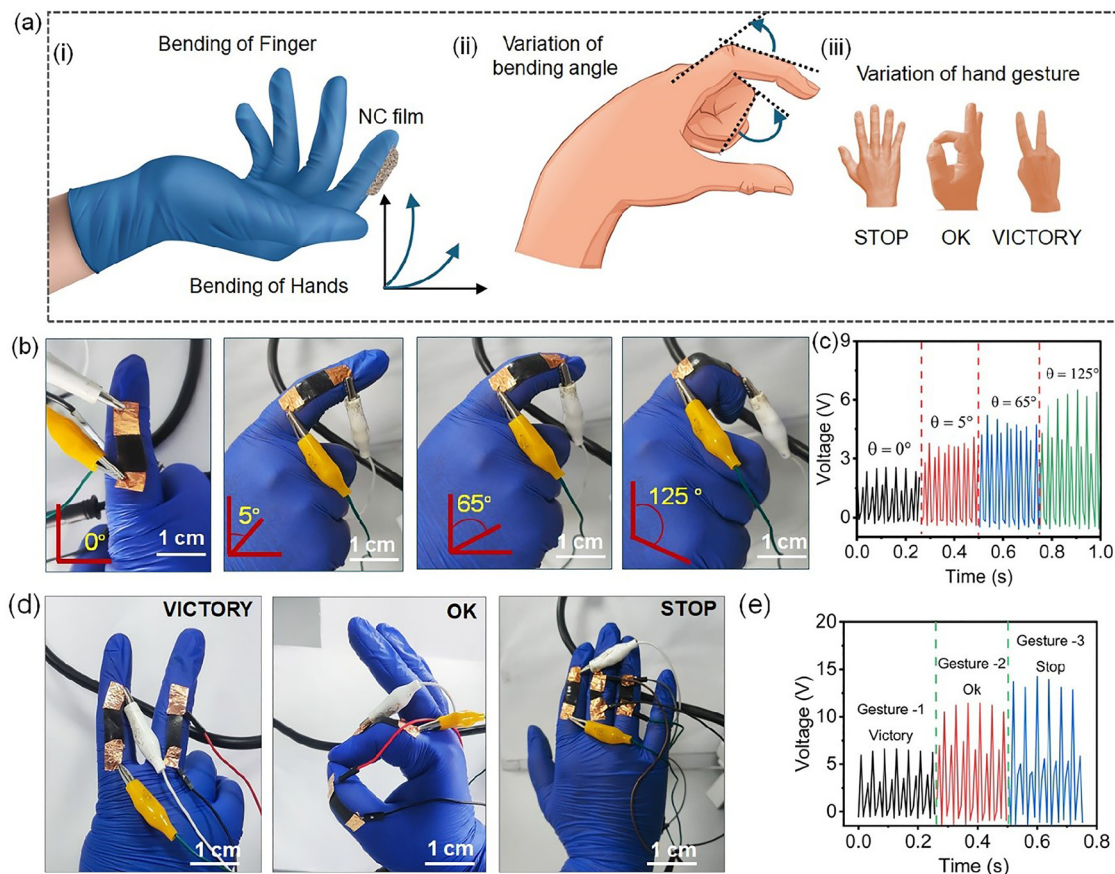 (a)
(i)
Bending of Finger
NC film
Bending of Hands
(ii)
Variation of
bending angle
(iii)
Variation of hand gesture
STOP OK VICTORY
(b)
0°
1 cm
5°
1 cm
65°
1 cm
125 °
1 cm
(c)
Voltage (V)
9
6
3
0
θ = 0°
θ = 5°
θ = 65°
θ = 125°
0.0 0.2 0.4 0.6 0.8 1.0
Time (s)
(d)
VICTORY
1 cm
OK
1 cm
STOP
1 cm
(e)
Voltage (V)
20
15
10
5
0
Gesture -1
Victory
Gesture -2
Ok
Gesture -3
Stop
0.0 0.2 0.4 0.6 0.8
Time (s)